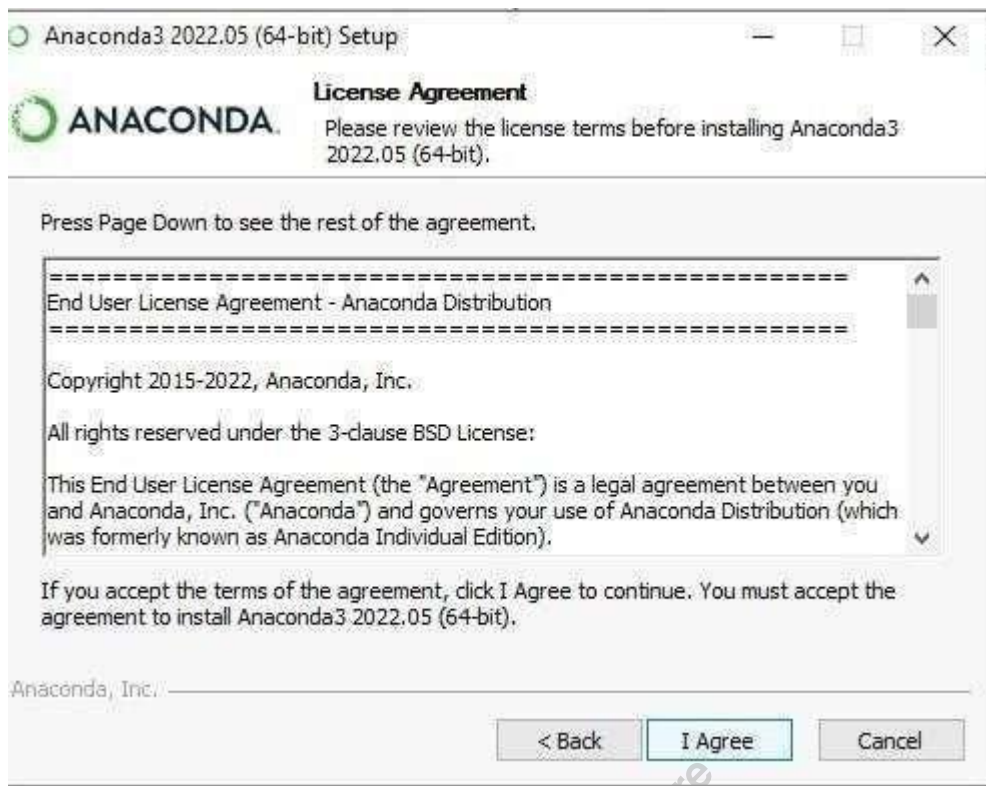 Anaconda3 2022.05 (64-bit) Setup
ANACONDA.
License Agreement
Please review the license terms before installing Anaconda3
2022.05 (64-bit).
Press Page Down to see the rest of the agreement.
==================================================
End User License Agreement - Anaconda Distribution
==================================================
Copyright 2015-2022, Anaconda, Inc.
All rights reserved under the 3-clause BSD License:
This End User License Agreement (the "Agreement") is a legal agreement between you
and Anaconda, Inc. ("Anaconda") and governs your use of Anaconda Distribution (which
was formerly known as Anaconda Individual Edition).
If you accept the terms of the agreement, click I Agree to continue. You must accept the
agreement to install Anaconda3 2022.05 (64-bit).
Anaconda, Inc.
< Back
I Agree
Cancel